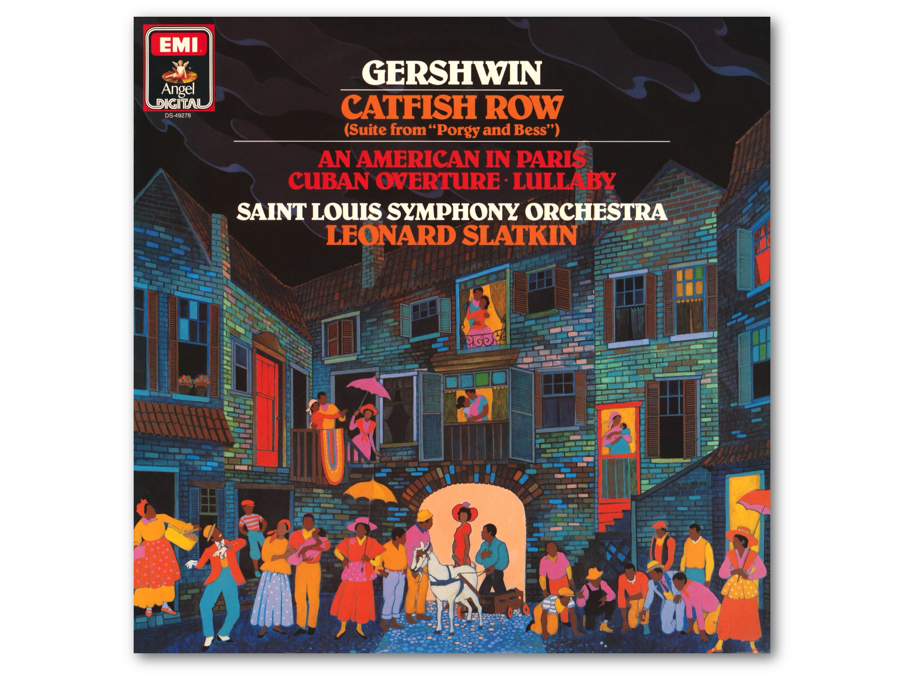 EMI
Angel
DIGITAL
DS-49278
GERSHWIN
CATFISH ROW
(Suite from “Porgy and Bess”)
AN AMERICAN IN PARIS
CUBAN OVERTURE · LULLABY
SAINT LOUIS SYMPHONY ORCHESTRA
LEONARD SLATKIN